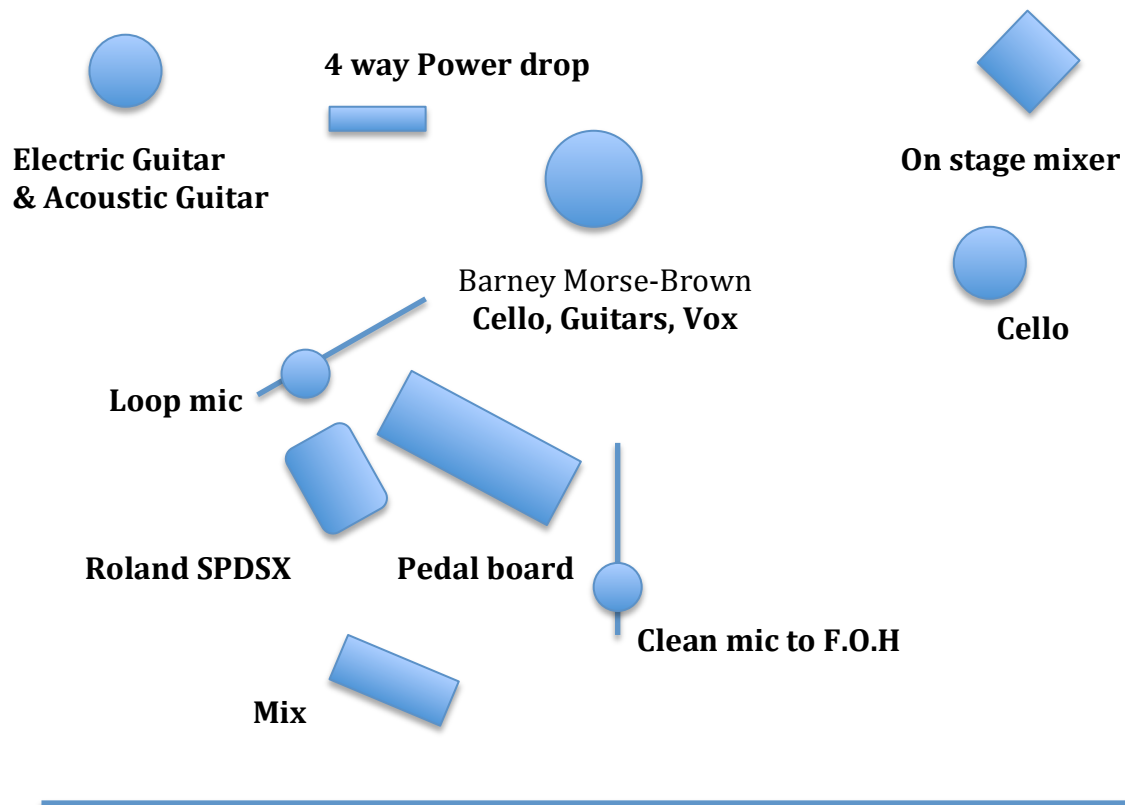 4 way Power drop
Electric Guitar
& Acoustic Guitar
On stage mixer
Barney Morse-Brown
Cello, Guitars, Vox
Cello
Loop mic
Roland SPDSX
Pedal board
Clean mic to F.O.H
Mix